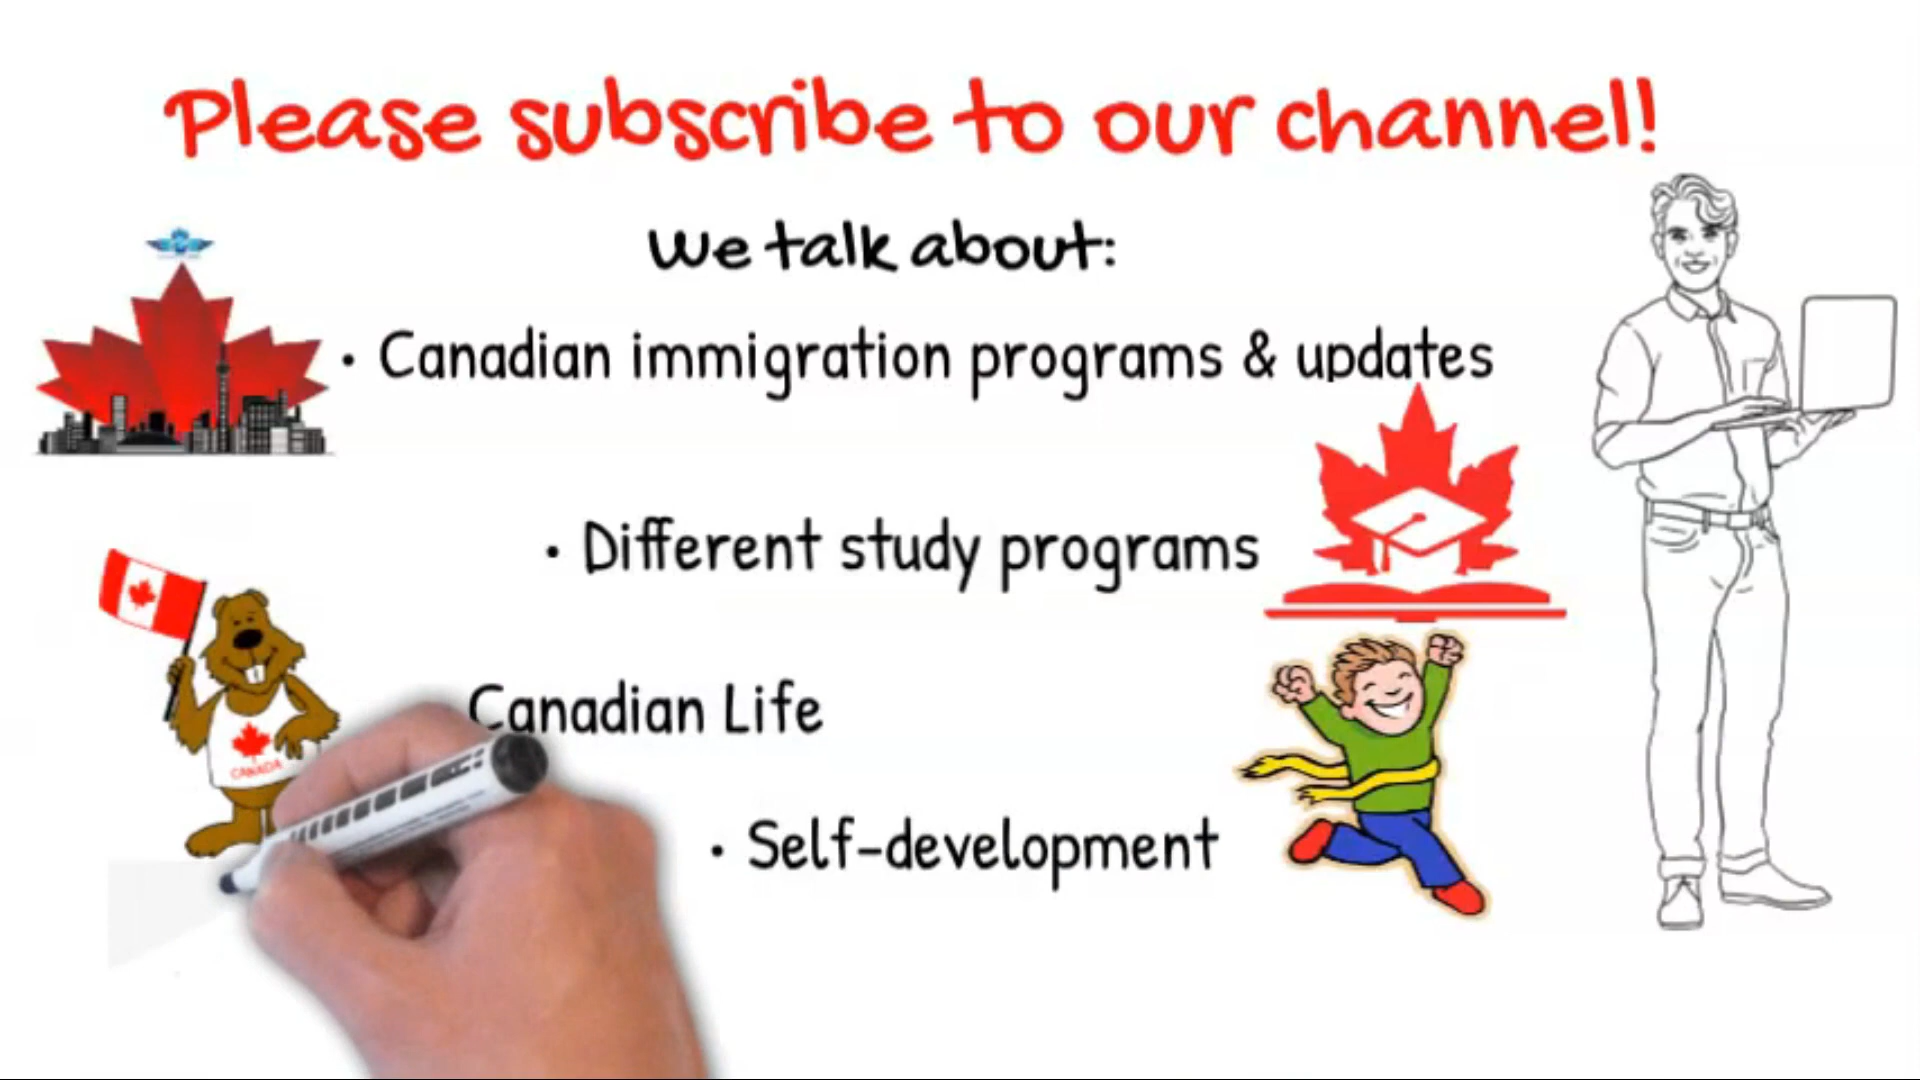 Please subscribe to our channel!
We talk about:
• Canadian immigration programs & updates
• Different study programs
Canadian Life
CANADA
• Self-development